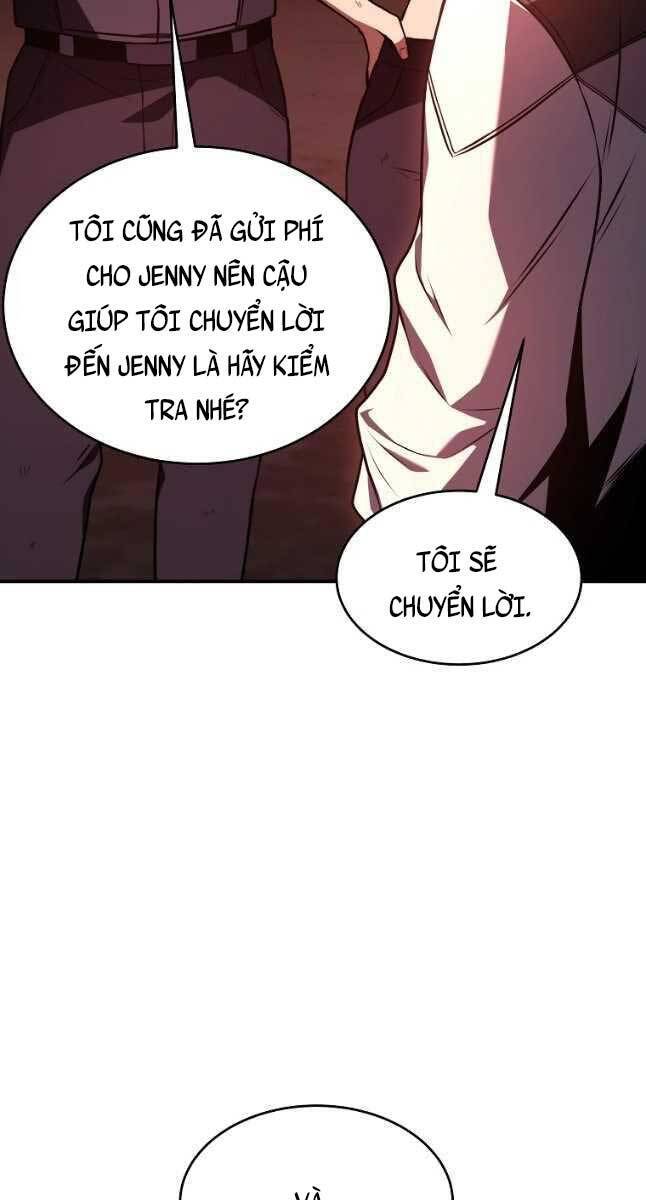 TÔI CŨNG ĐÃ GỬI PHÍ
CHO JENNY NÊN CẬU
GIÚP TÔI CHUYỂN LỜI
ĐẾN JENNY LÀ HÃY KIỂM
TRA NHÉ?
TÔI SẼ
CHUYỂN LỜI.
VÀ